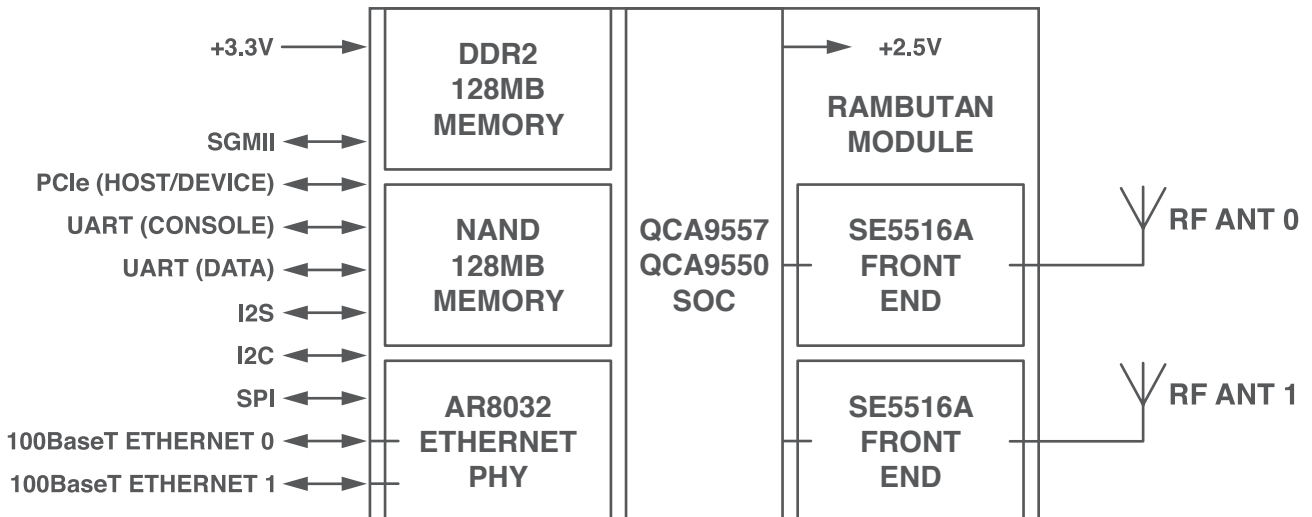 +3.3V
SGMII
PCIe (HOST/DEVICE)
UART (CONSOLE)
UART (DATA)
I2S
I2C
SPI
100BaseT ETHERNET 0
100BaseT ETHERNET 1
DDR2
128MB
MEMORY
NAND
128MB
MEMORY
AR8032
ETHERNET
PHY
QCA9557
QCA9550
SOC
+2.5V
RAMBUTAN
MODULE
SE5516A
FRONT
END
SE5516A
FRONT
END
RF ANT 0
RF ANT 1